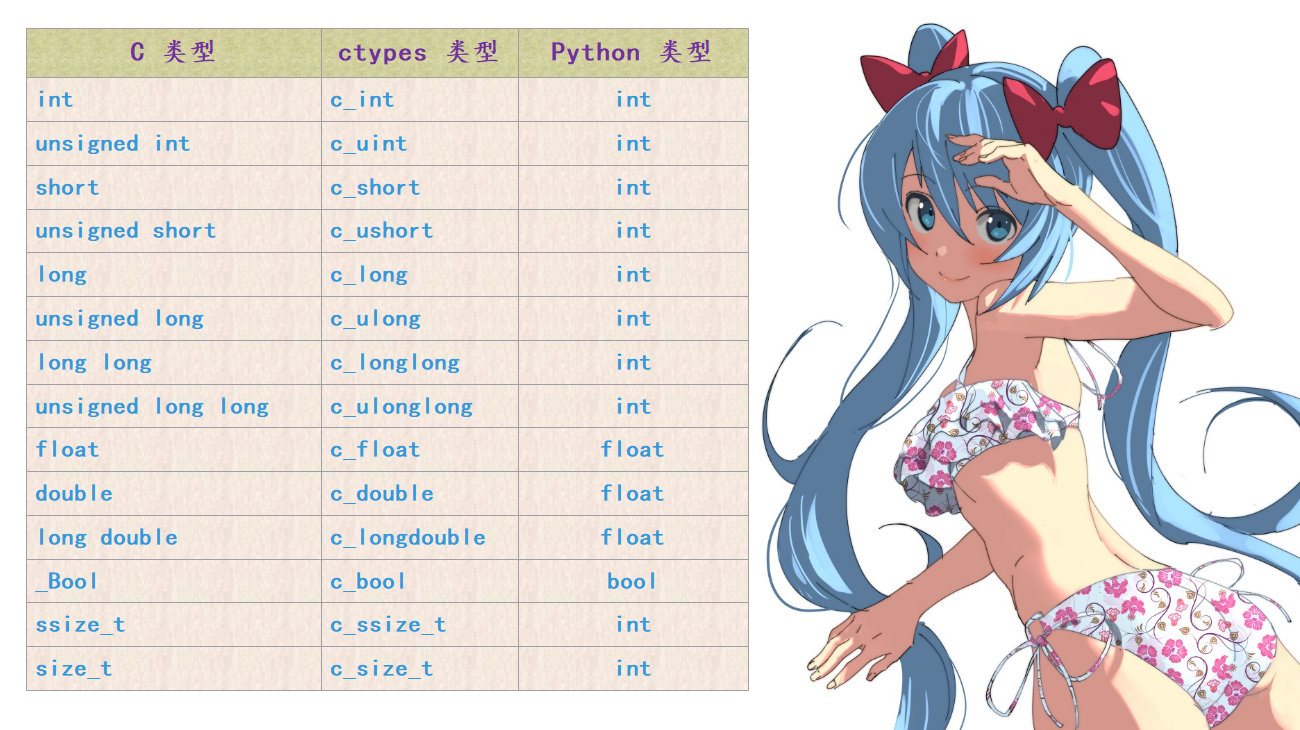 C 类型 ctypes 类型 Python 类型
int c_int int
unsigned int c_uint int
short c_short int
unsigned short c_ushort int
long c_long int
unsigned long c_ulong int
long long c_longlong int
unsigned long long c_ulonglong int
float c_float float
double c_double float
long double c_longdouble float
_Bool c_bool bool
ssize_t c_ssize_t int
size_t c_size_t int